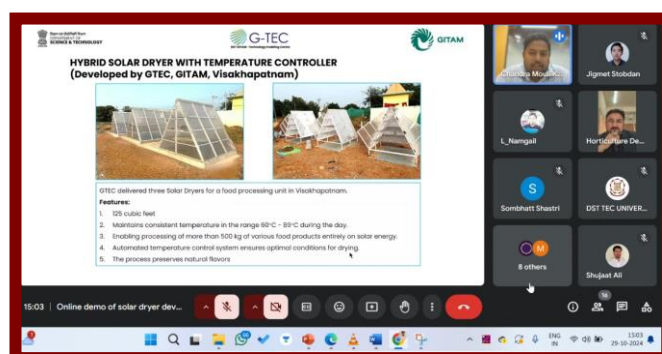 विज्ञान एवं प्रौद्योगिकी विभाग
DEPARTMENT OF
SCIENCE & TECHNOLOGY
G-TEC
GITAM
HYBRID SOLAR DRYER WITH TEMPERATURE CONTROLLER
(Developed by GTEC, GITAM, Visakhapatnam)
GTEC delivered three Solar Dryers for a food processing unit in Visakhapatnam.
Features:
1. 125 cubic feet
2. Maintains consistent temperature in the range 60°C - 80°C during the day.
3. Enabling processing of more than 500 kg of various food products entirely on solar energy.
4. Automated temperature control system ensures optimal conditions for drying.
5. The process preserves natural flavors
Jigmet Stobdan
L_Namgail
Horticulture De...
S
Sombhatt Shastri
DST TEC UNIVER...
M
8 others
Shujaat Ali
15:03 | Online demo of solar dryer dev...
16
ENG
IN
15:03
29-10-2024